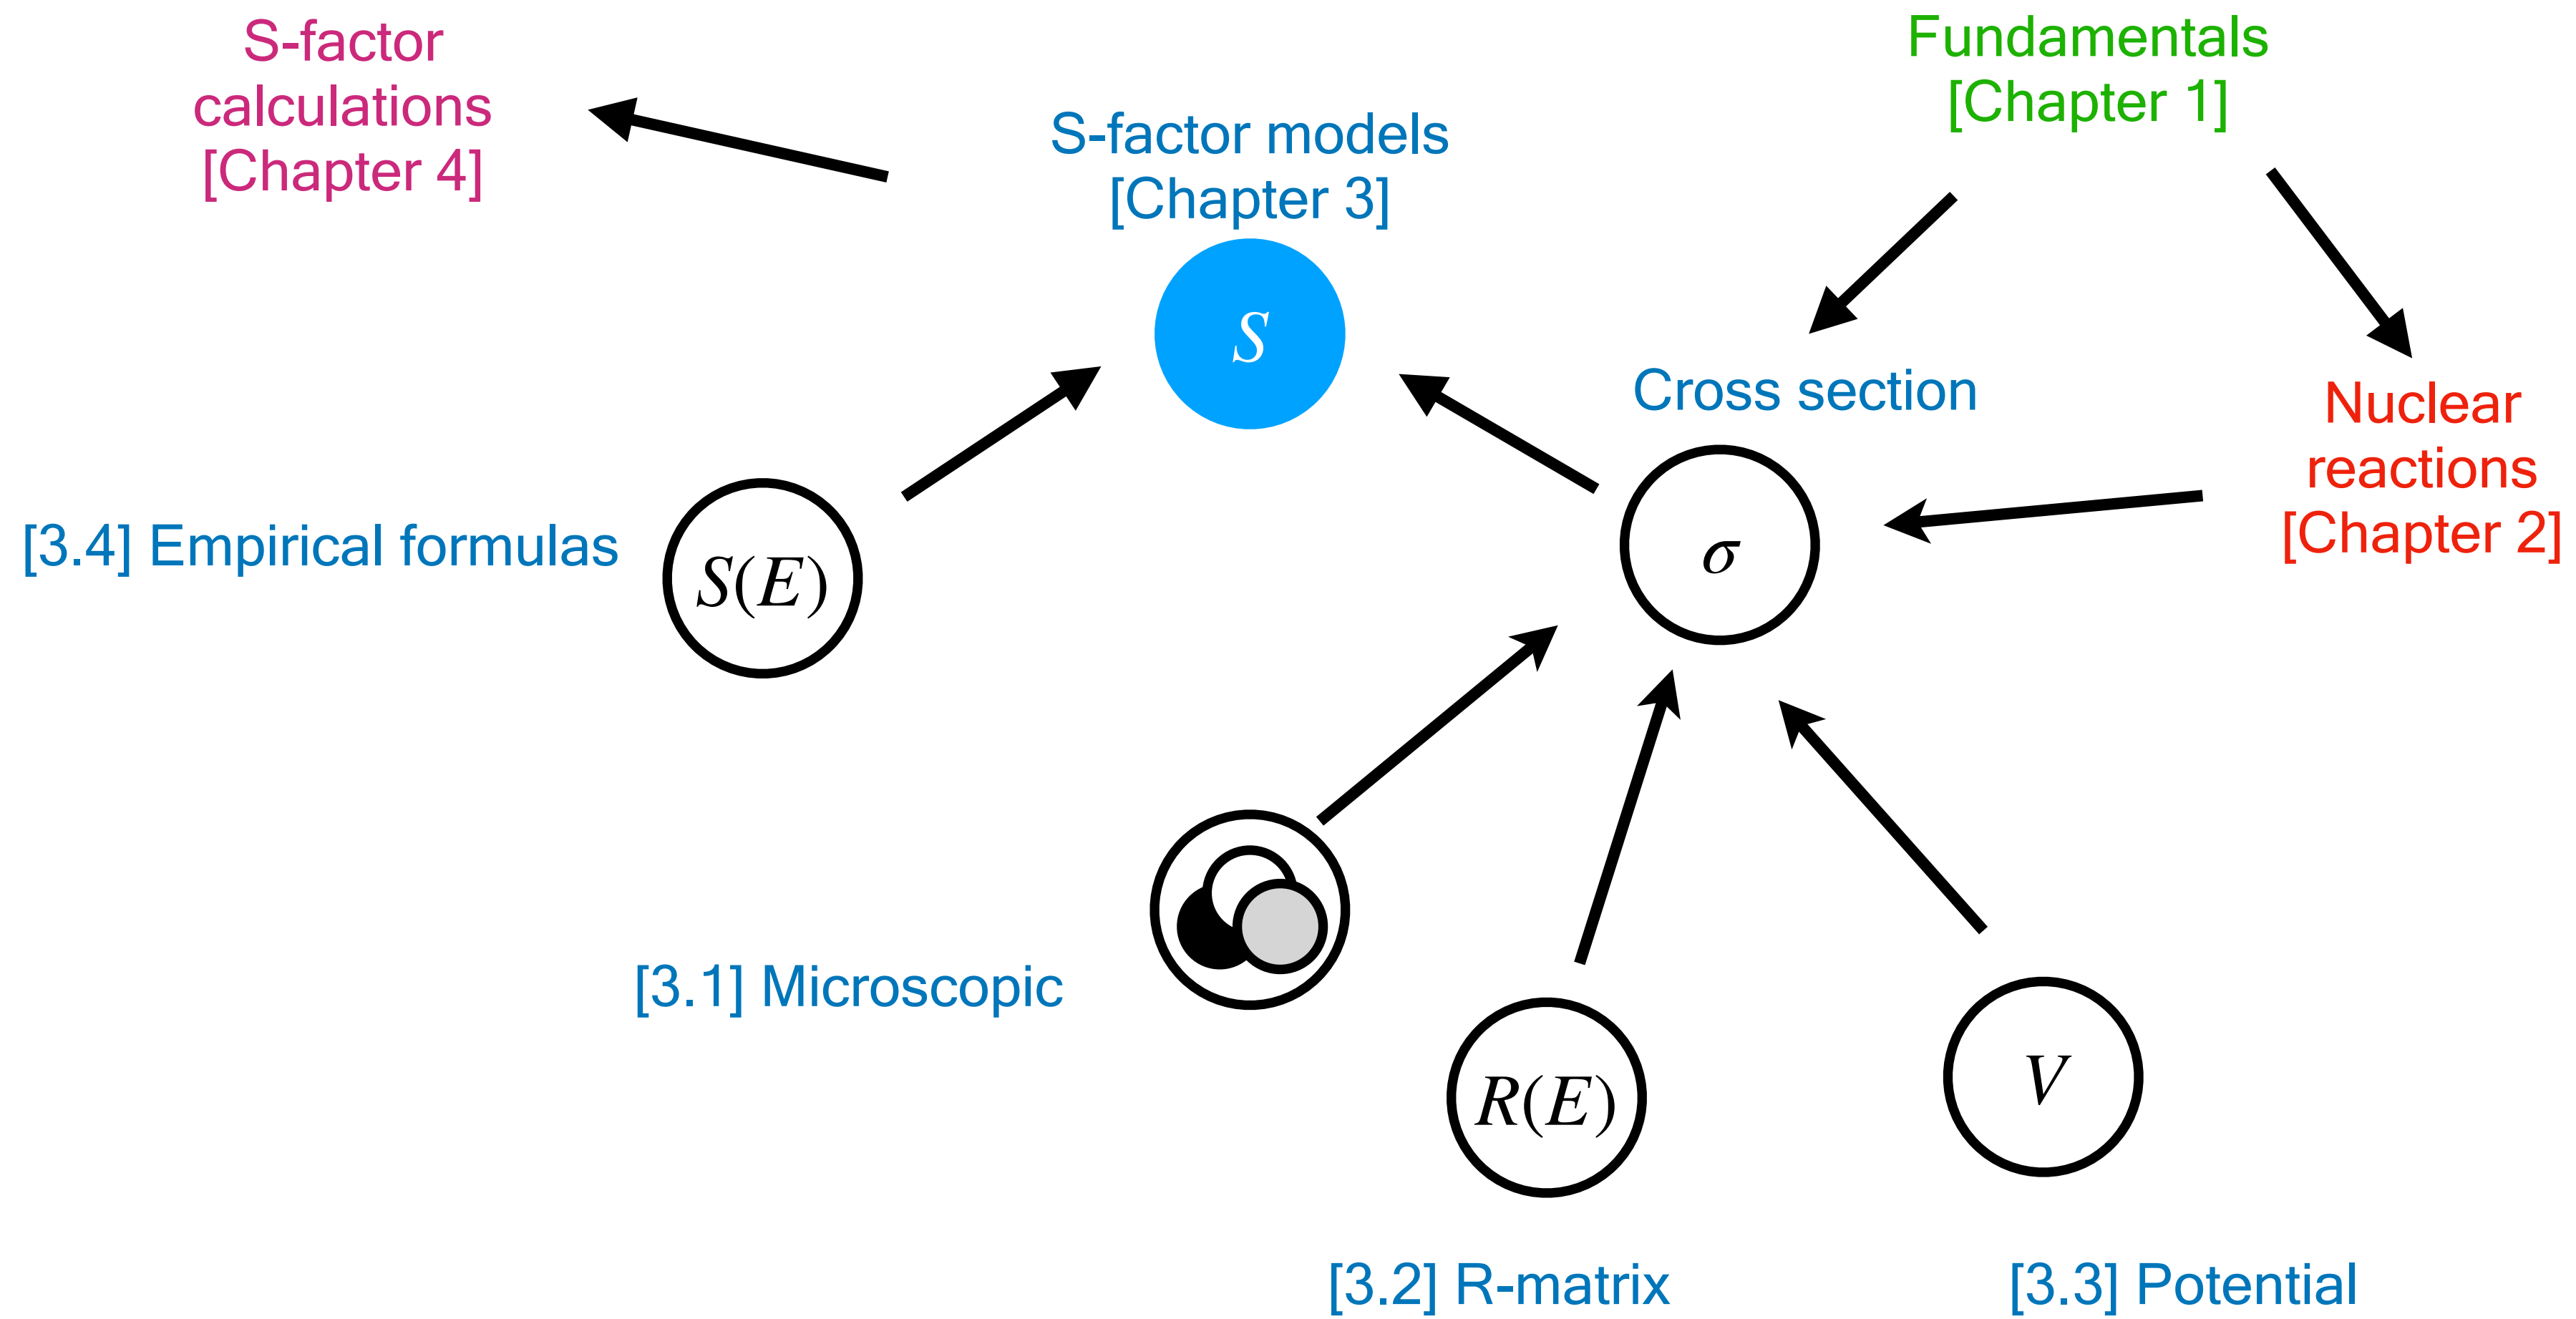 S-factor
calculations
[Chapter 4]
S-factor models
[Chapter 3]
Fundamentals
[Chapter 1]
S
Cross section
Nuclear
reactions
[Chapter 2]
[3.4] Empirical formulas
S(E)
σ
[3.1] Microscopic
R(E)
V
[3.2] R-matrix
[3.3] Potential